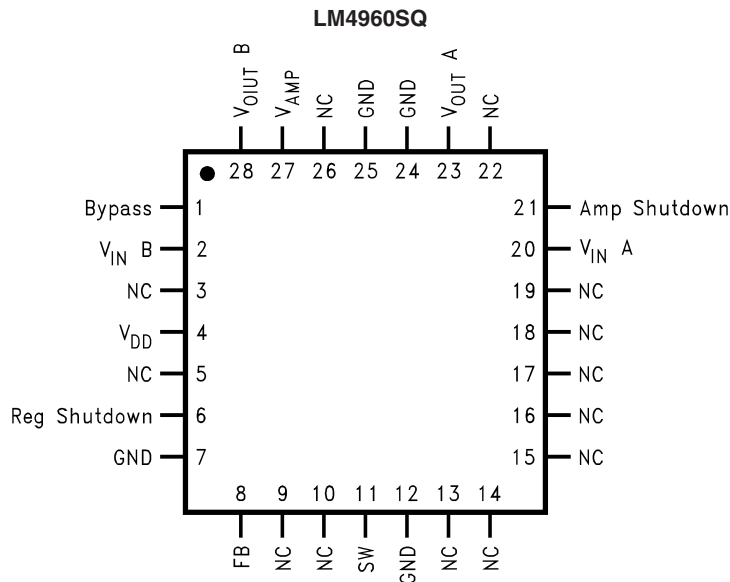 LM4960SQ
VOIUT B
VAMP
NC
GND
GND
VOUT A
NC
28 27 26 25 24 23 22
Bypass 1
21 Amp Shutdown
VIN B 2
20 VIN A
NC 3
19 NC
VDD 4
18 NC
NC 5
17 NC
Reg Shutdown 6
16 NC
GND 7
15 NC
8 9 10 11 12 13 14
FB
NC
NC
SW
GND
NC
NC